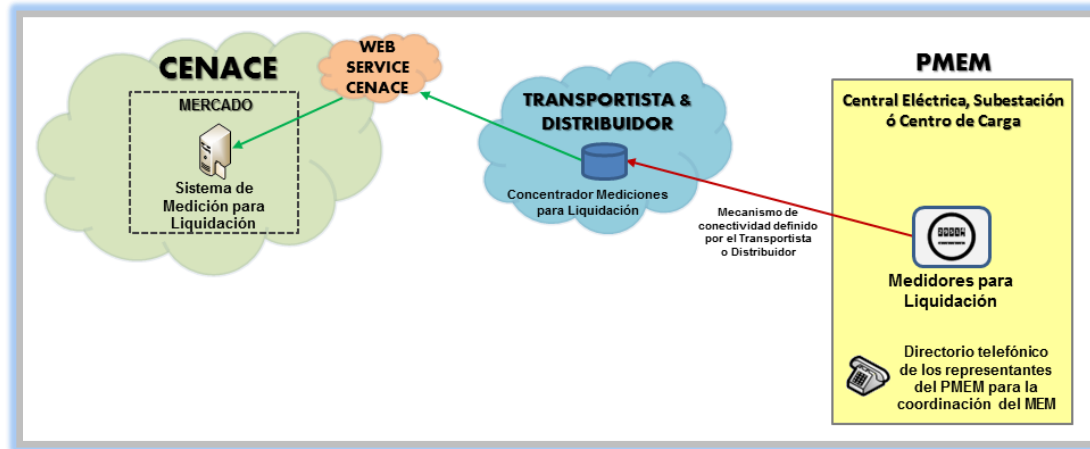 CENACE
MERCADO
Sistema de
Medición para
Liquidación
WEB
SERVICE
CENACE
TRANSPORTISTA &
DISTRIBUIDOR
Concentrador Mediciones
para Liquidación
Mecanismo de
conectividad definido
por el Transportista
o Distribuidor
PMEM
Central Eléctrica, Subestación
ó Centro de Carga
Medidores para
Liquidación
Directorio telefónico
de los representantes
del PMEM para la
coordinación del MEM